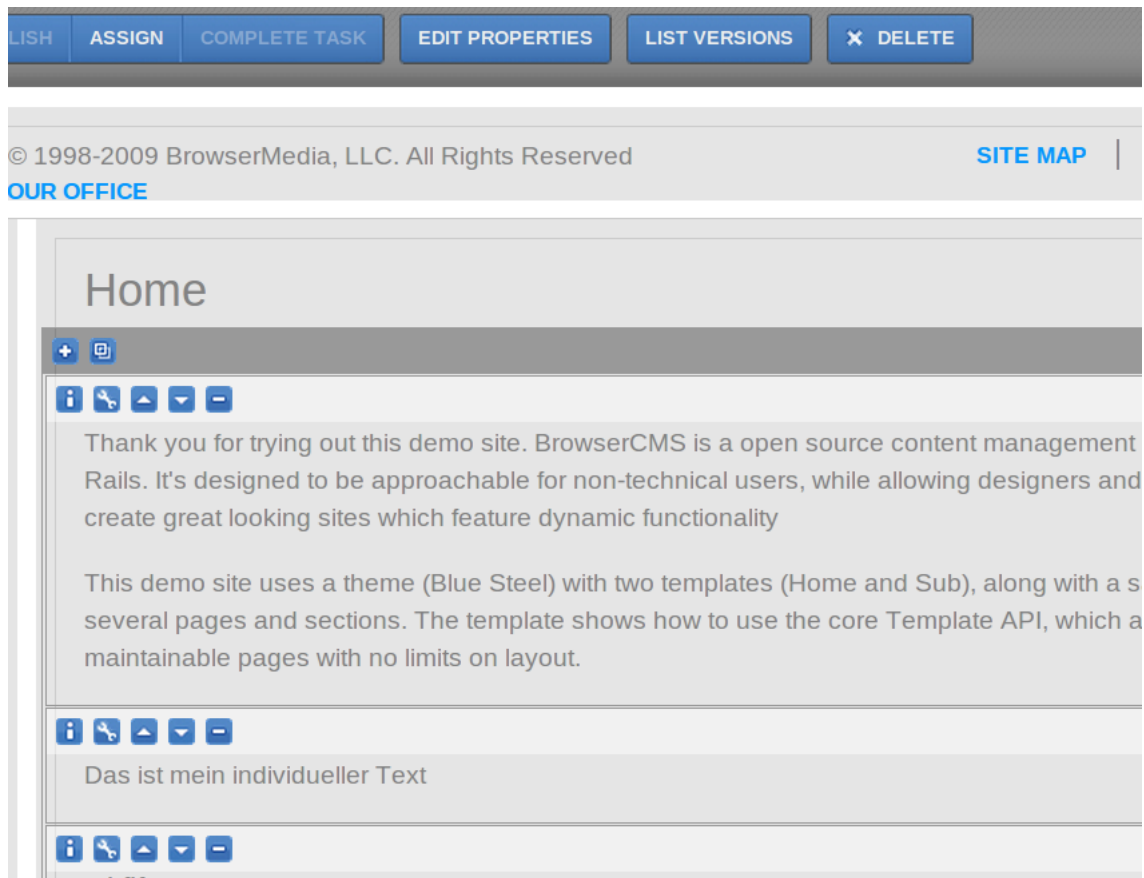 LISH ASSIGN COMPLETE TASK EDIT PROPERTIES LIST VERSIONS DELETE
© 1998-2009 BrowserMedia, LLC. All Rights Reserved SITE MAP |
OUR OFFICE
Home
Thank you for trying out this demo site. BrowserCMS is a open source content management
Rails. It's designed to be approachable for non-technical users, while allowing designers and
create great looking sites which feature dynamic functionality
This demo site uses a theme (Blue Steel) with two templates (Home and Sub), along with a s
several pages and sections. The template shows how to use the core Template API, which a
maintainable pages with no limits on layout.
Das ist mein individueller Text